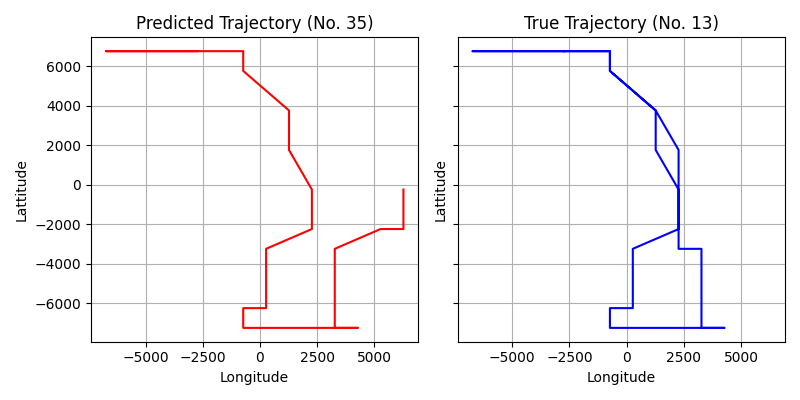 Predicted Trajectory (No. 35)
True Trajectory (No. 13)
6000
4000
2000
0
−2000
−4000
−6000
Lattitude
Lattitude
−5000 −2500 0 2500 5000
−5000 −2500 0 2500 5000
Longitude
Longitude